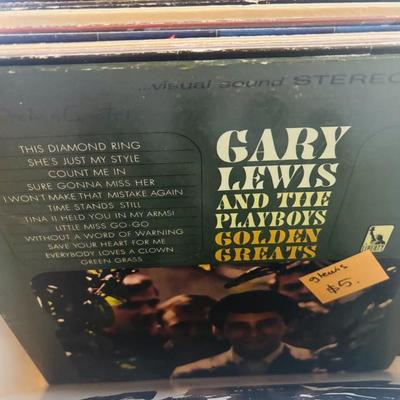 ...visual sound STEREO
THIS DIAMOND RING
SHE'S JUST MY STYLE
COUNT ME IN
SURE GONNA MISS HER
I WON'T MAKE THAT MISTAKE AGAIN
TIME STANDS STILL
TINA (I HELD YOU IN MY ARMS)
LITTLE MISS GO-GO
WITHOUT A WORD OF WARNING
SAVE YOUR HEART FOR ME
EVERYBODY LOVES A CLOWN
GREEN GRASS
GARY
LEWIS
AND THE
PLAYBOYS
GOLDEN
GREATS
g lewis
$5.